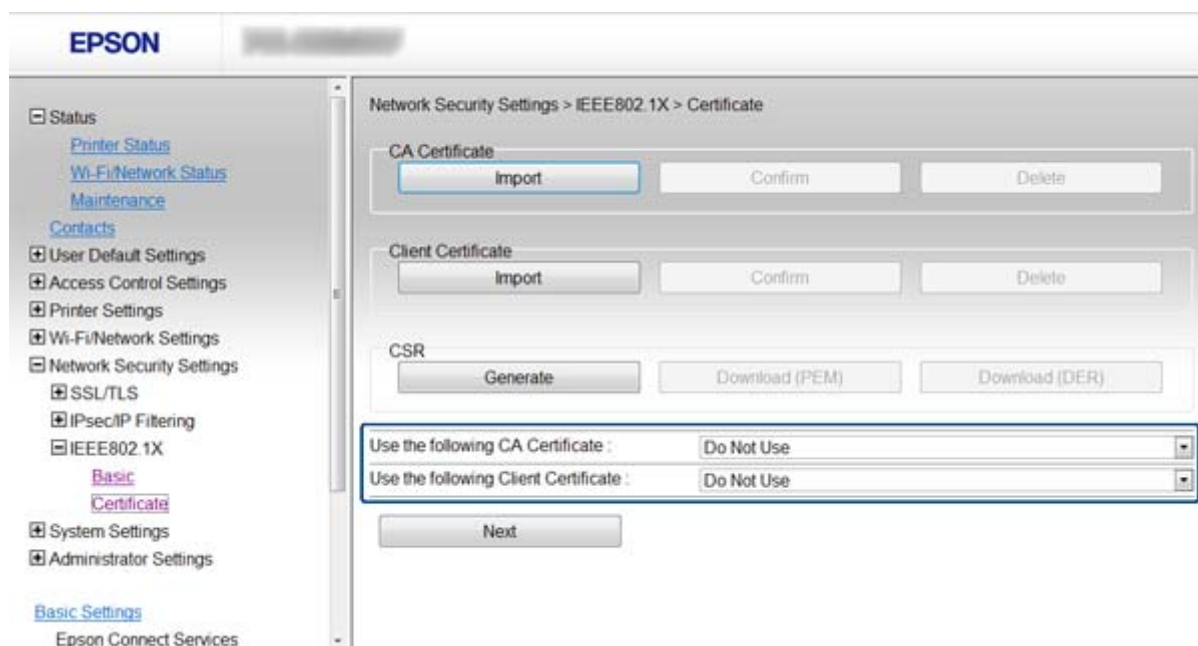 EPSON
Status
Printer Status
Wi-Fi/Network Status
Maintenance
Contacts
User Default Settings
Access Control Settings
Printer Settings
Wi-Fi/Network Settings
Network Security Settings
SSL/TLS
IPsec/IP Filtering
IEEE802.1X
Basic
Certificate
System Settings
Administrator Settings
Basic Settings
Epson Connect Services
Network Security Settings > IEEE802.1X > Certificate
CA Certificate
Import Confirm Delete
Client Certificate
Import Confirm Delete
CSR
Generate Download (PEM) Download (DER)
Use the following CA Certificate : Do Not Use
Use the following Client Certificate : Do Not Use
Next